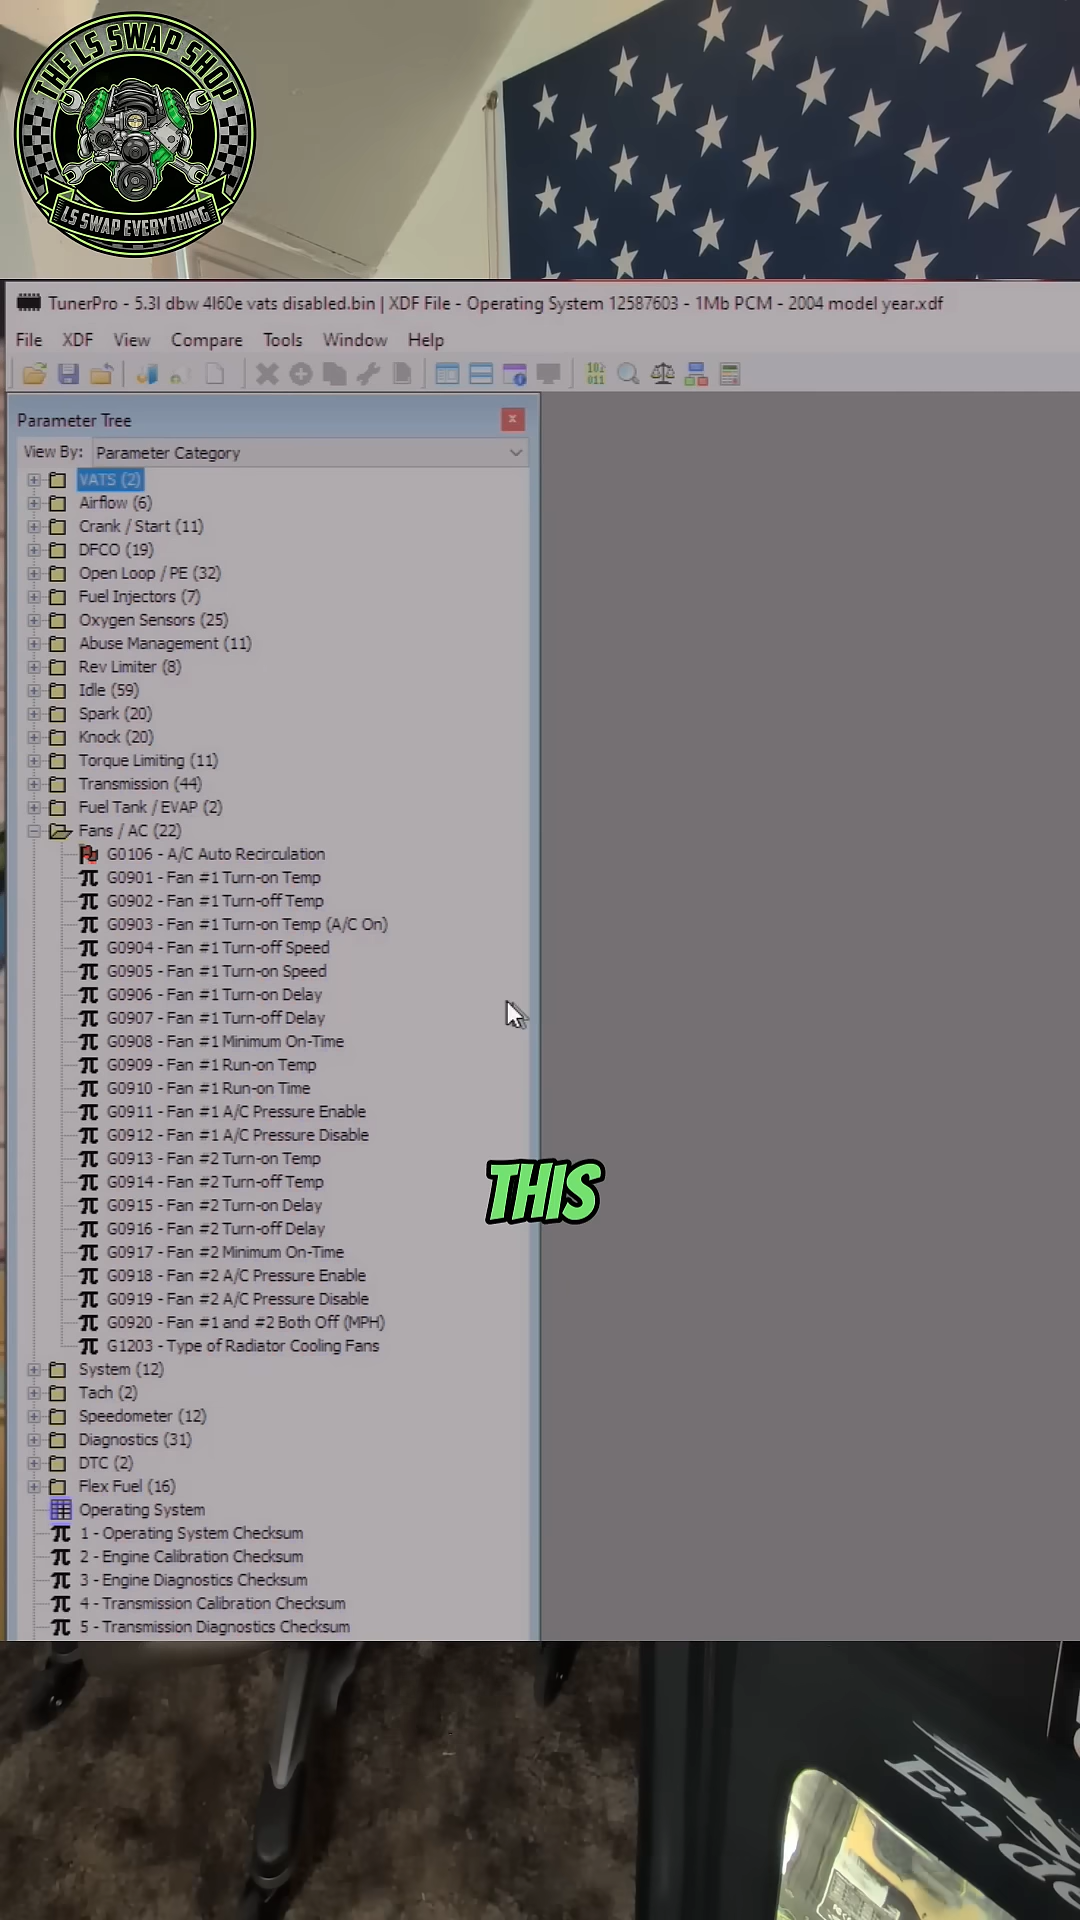 THE LS SWAP SHOP
LS SWAP EVERYTHING
TunerPro - 5.3l dbw 4l60e vats disabled.bin | XDF File - Operating System 12587603 - 1Mb PCM - 2004 model year.xdf
File XDF View Compare Tools Window Help
Parameter Tree
View By: Parameter Category
VATS (2)
Airflow (6)
Crank / Start (11)
DFCO (19)
Open Loop / PE (32)
Fuel Injectors (7)
Oxygen Sensors (25)
Abuse Management (11)
Rev Limiter (8)
Idle (59)
Spark (20)
Knock (20)
Torque Limiting (11)
Transmission (44)
Fuel Tank / EVAP (2)
Fans / AC (22)
G0106 - A/C Auto Recirculation
G0901 - Fan #1 Turn-on Temp
G0902 - Fan #1 Turn-off Temp
G0903 - Fan #1 Turn-on Temp (A/C On)
G0904 - Fan #1 Turn-off Speed
G0905 - Fan #1 Turn-on Speed
G0906 - Fan #1 Turn-on Delay
G0907 - Fan #1 Turn-off Delay
G0908 - Fan #1 Minimum On-Time
G0909 - Fan #1 Run-on Temp
G0910 - Fan #1 Run-on Time
G0911 - Fan #1 A/C Pressure Enable
G0912 - Fan #1 A/C Pressure Disable
G0913 - Fan #2 Turn-on Temp
G0914 - Fan #2 Turn-off Temp
THIS
G0915 - Fan #2 Turn-on Delay
G0916 - Fan #2 Turn-off Delay
G0917 - Fan #2 Minimum On-Time
G0918 - Fan #2 A/C Pressure Enable
G0919 - Fan #2 A/C Pressure Disable
G0920 - Fan #1 and #2 Both Off (MPH)
G1203 - Type of Radiator Cooling Fans
System (12)
Tach (2)
Speedometer (12)
Diagnostics (31)
DTC (2)
Flex Fuel (16)
Operating System
1 - Operating System Checksum
2 - Engine Calibration Checksum
3 - Engine Diagnostics Checksum
4 - Transmission Calibration Checksum
5 - Transmission Diagnostics Checksum